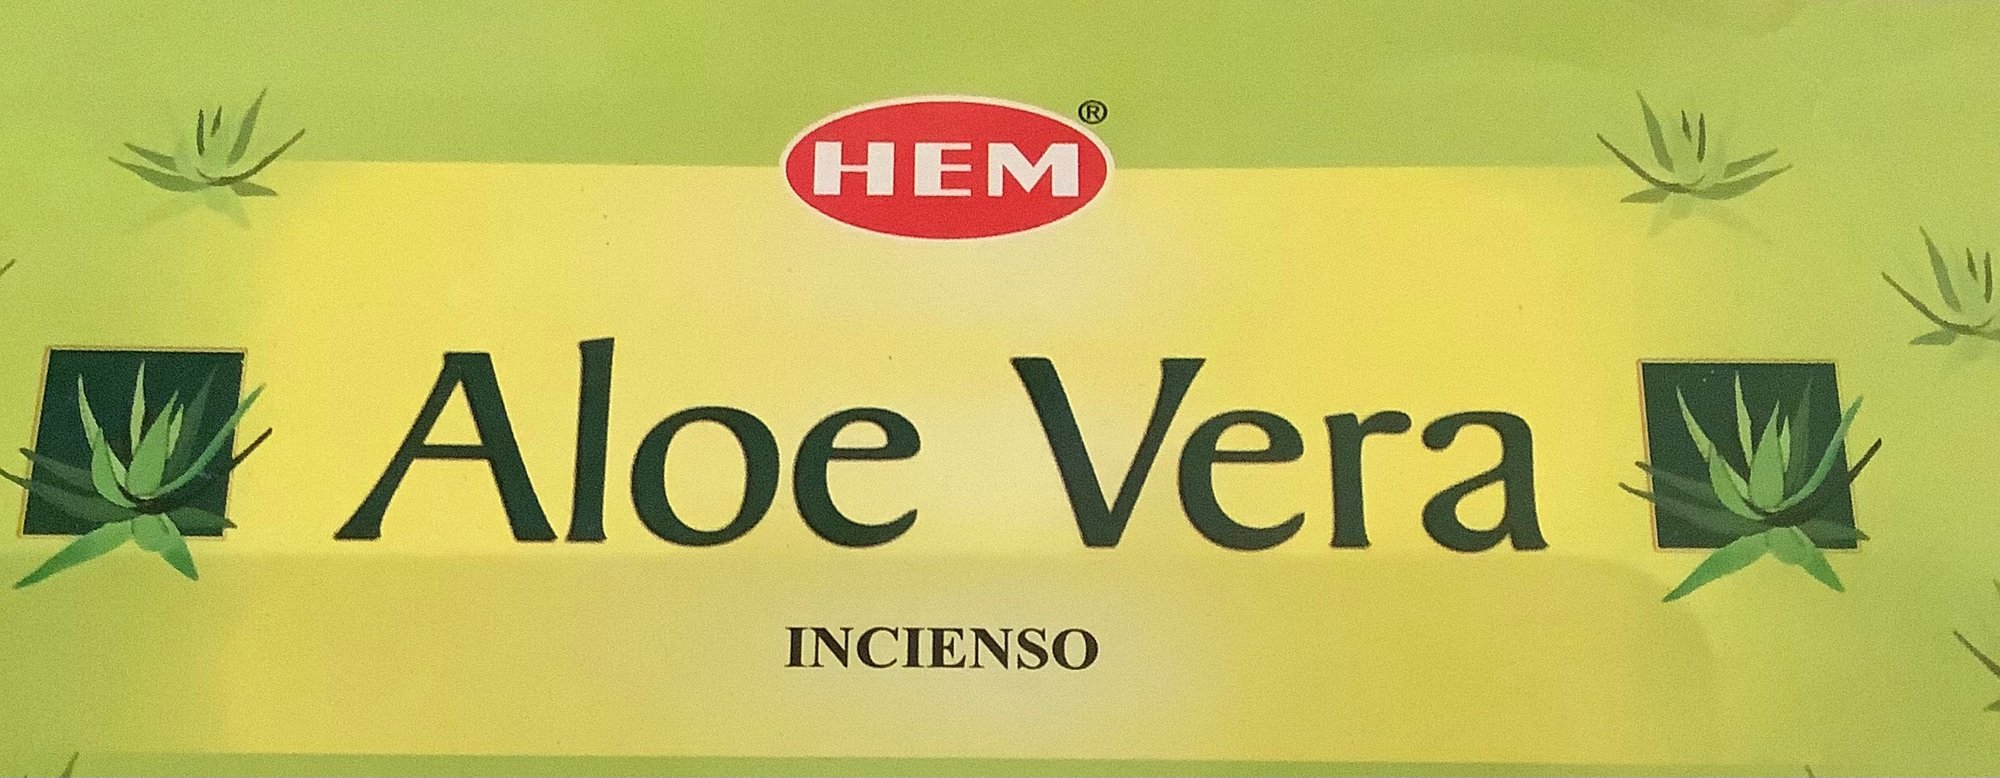 HEM®
Aloe Vera
INCIENSO